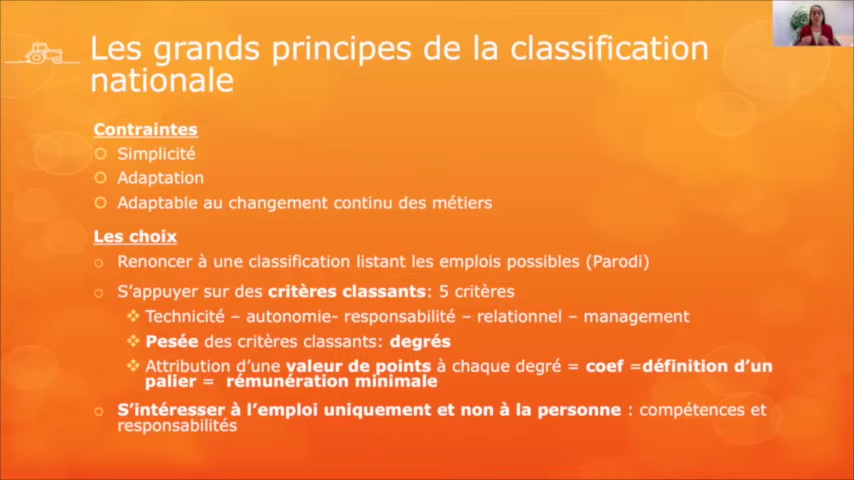 Les grands principes de la classification
nationale
Contraintes
Simplicité
Adaptation
Adaptable au changement continu des métiers
Les choix
Renoncer à une classification listant les emplois possibles (Parodi)
S'appuyer sur des critères classants: 5 critères
Technicité – autonomie- responsabilité – relationnel – management
Pesée des critères classants: degrés
Attribution d'une valeur de points à chaque degré = coef =définition d'un
palier = rémunération minimale
S'intéresser à l'emploi uniquement et non à la personne : compétences et
responsabilités